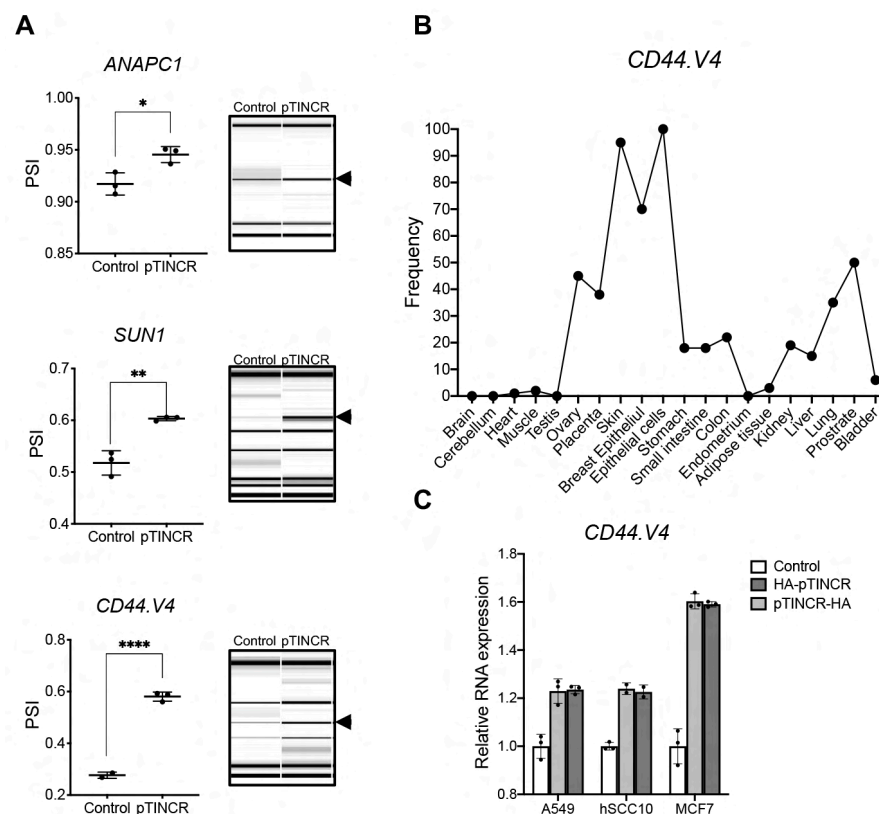 A
ANAPC1
1.00
0.95
0.90
0.85
PSI
*
Control pTINCR
Control pTINCR
SUN1
0.7
0.6
0.5
0.4
PSI
**
Control pTINCR
Control pTINCR
CD44.V4
0.8
0.6
0.4
0.2
PSI
****
Control pTINCR
Control pTINCR
B
CD44.V4
100
90
80
70
60
50
40
30
20
10
0
Frequency
Brain
Cerebellum
Heart
Muscle
Testis
Ovary
Placenta
Skin
Breast Epitheliul
Epithelial cells
Stomach
Small intestine
Colon
Endometrium
Adipose tissue
Kidney
Liver
Lung
Prostrate
Bladder
C
CD44.V4
1.8
1.6
1.4
1.2
1.0
0.8
Relative RNA expression
A549
hSCC10
MCF7
Control
HA-pTINCR
pTINCR-HA